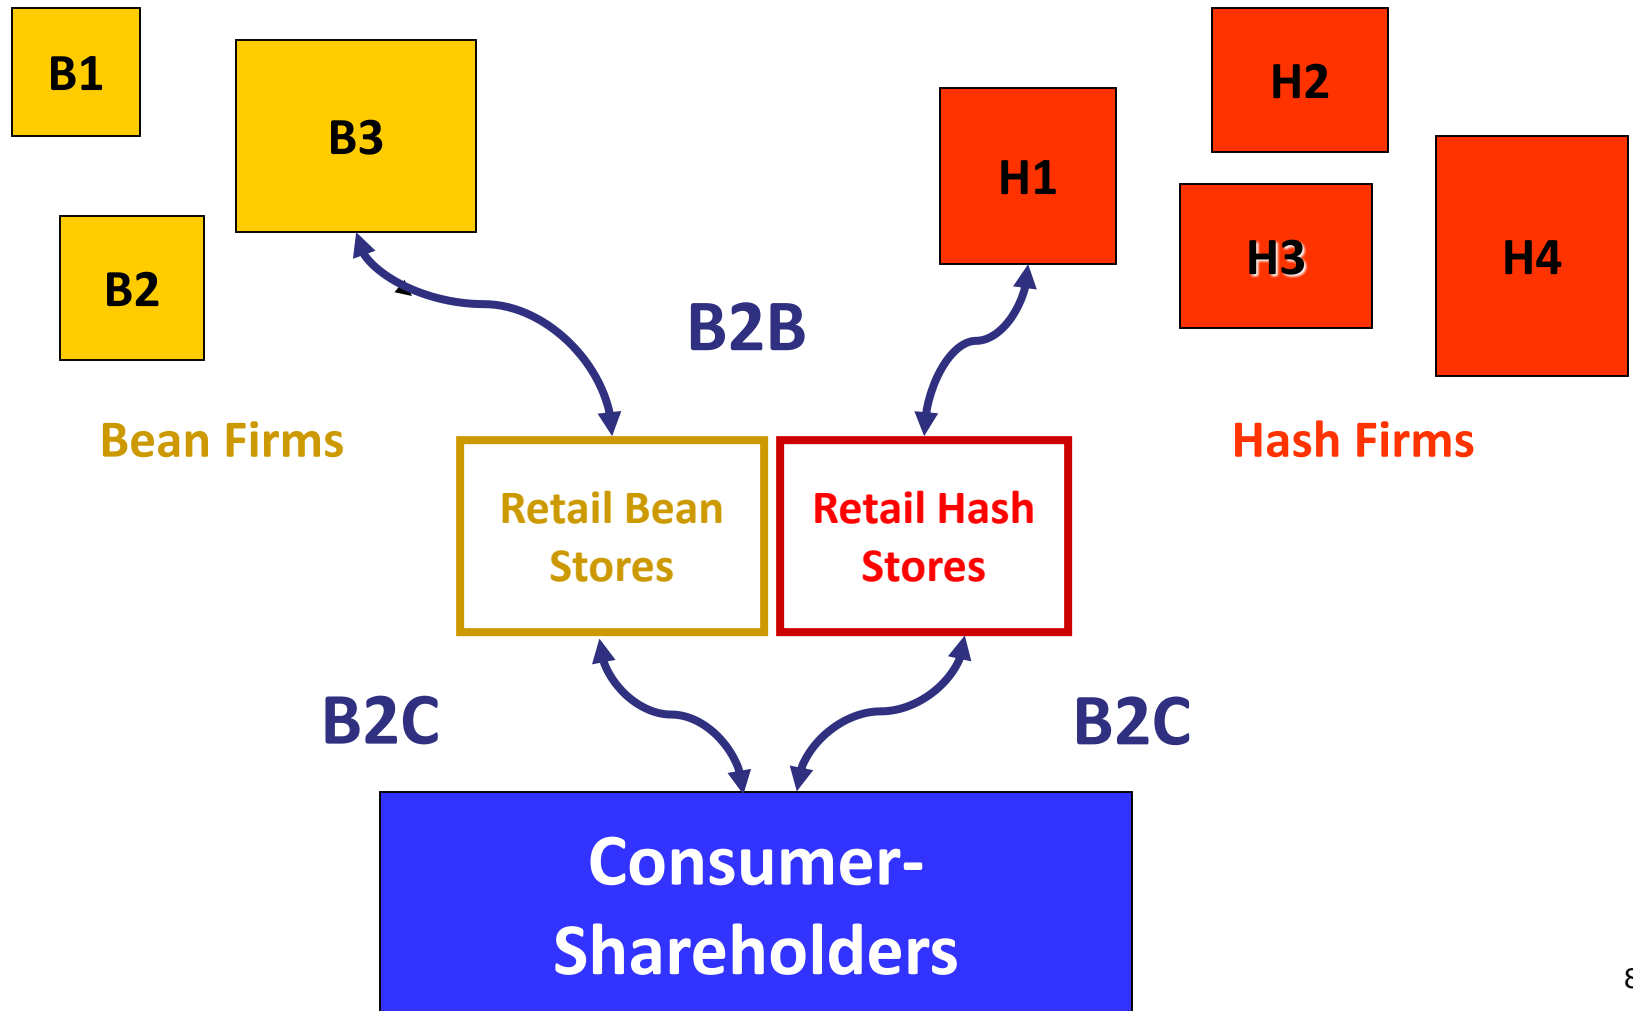 B1
B3
B2
H1
H2
H3
H4
B2B
Bean Firms
Hash Firms
Retail Bean
Stores
Retail Hash
Stores
B2C
B2C
Consumer-
Shareholders
8